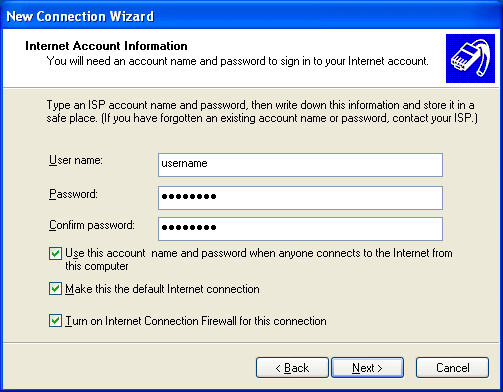 New Connection Wizard
Internet Account Information
You will need an account name and password to sign in to your Internet account.
Type an ISP account name and password, then write down this information and store it in a
safe place. (If you have forgotten an existing account name or password, contact your ISP.)
User name:
username
Password:
••••••••
Confirm password:
••••••••
Use this account name and password when anyone connects to the Internet from
this computer
Make this the default Internet connection
Turn on Internet Connection Firewall for this connection
< Back
Next >
Cancel